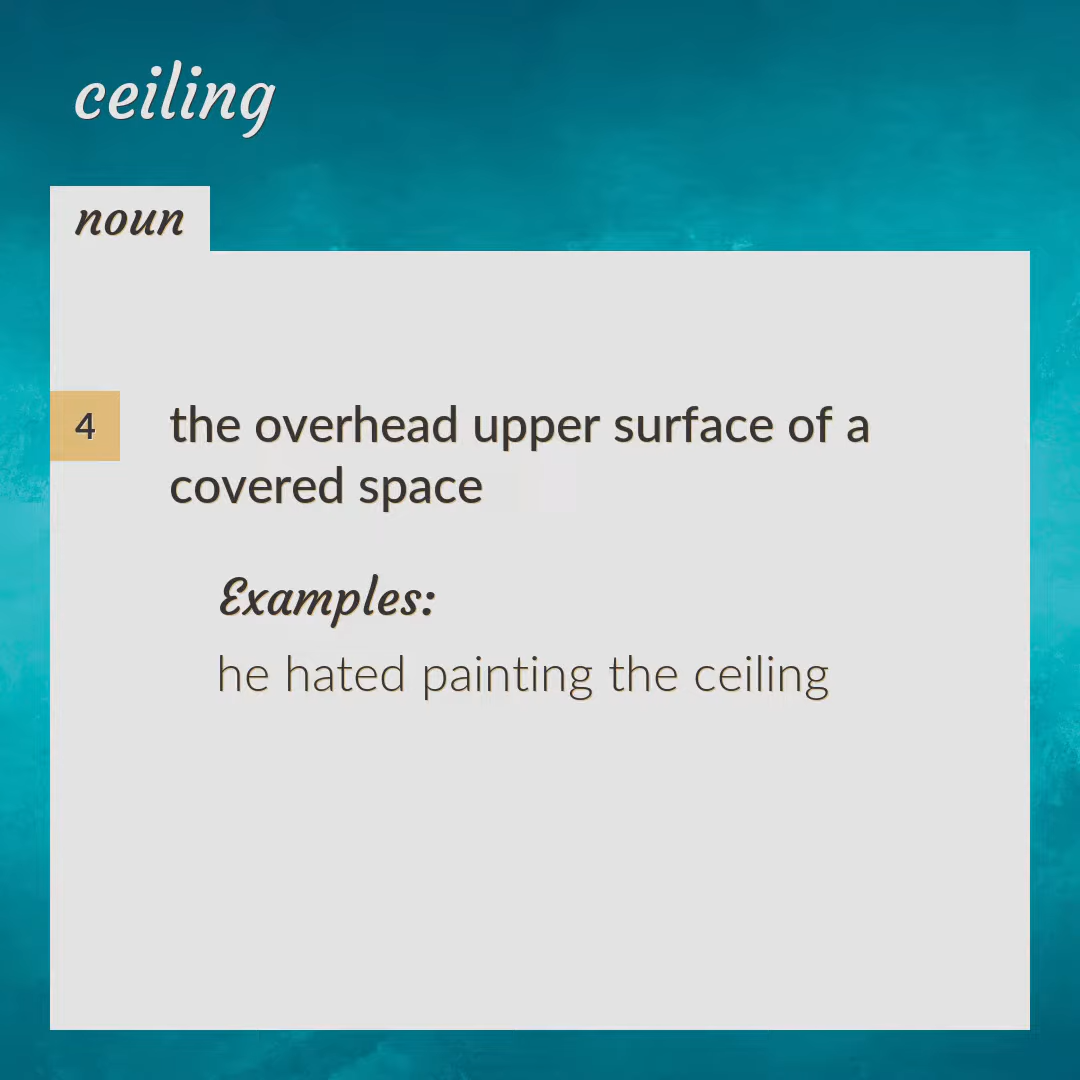 ceiling
noun
4
the overhead upper surface of a
covered space
Examples:
he hated painting the ceiling